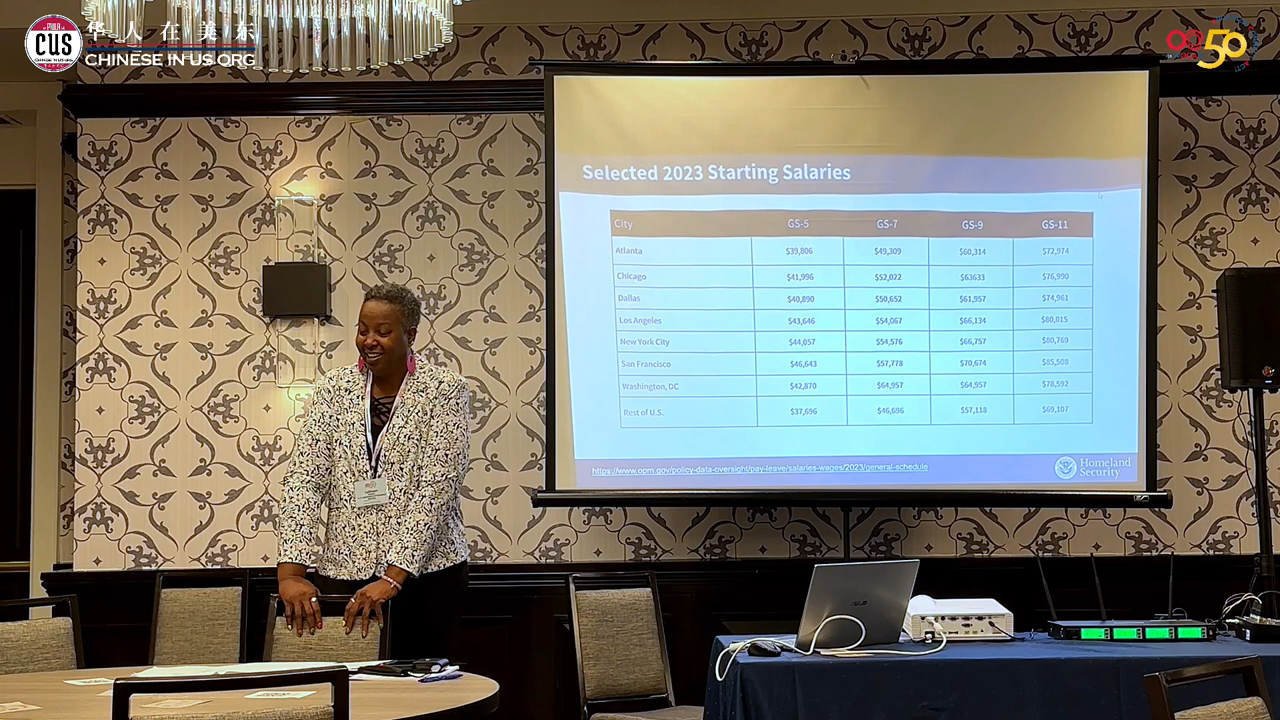 CUS
华人在美东
CHINESE IN US.ORG
50
Selected 2023 Starting Salaries
City GS-5 GS-7 GS-9 GS-11
Atlanta $39,806 $49,309 $60,314 $72,974
Chicago $41,996 $52,022 $63633 $76,990
Dallas $40,890 $50,652 $61,957 $74,961
Los Angeles $43,646 $54,067 $66,134 $80,015
New York City $44,057 $54,576 $66,757 $80,769
San Francisco $46,643 $57,778 $70,674 $85,508
Washington, DC $42,870 $64,957 $64,957 $78,592
Rest of U.S. $37,696 $46,696 $57,118 $69,107
https://www.opm.gov/policy-data-oversight/pay-leave/salaries-wages/2023/general-schedule
Homeland
Security
ASUS